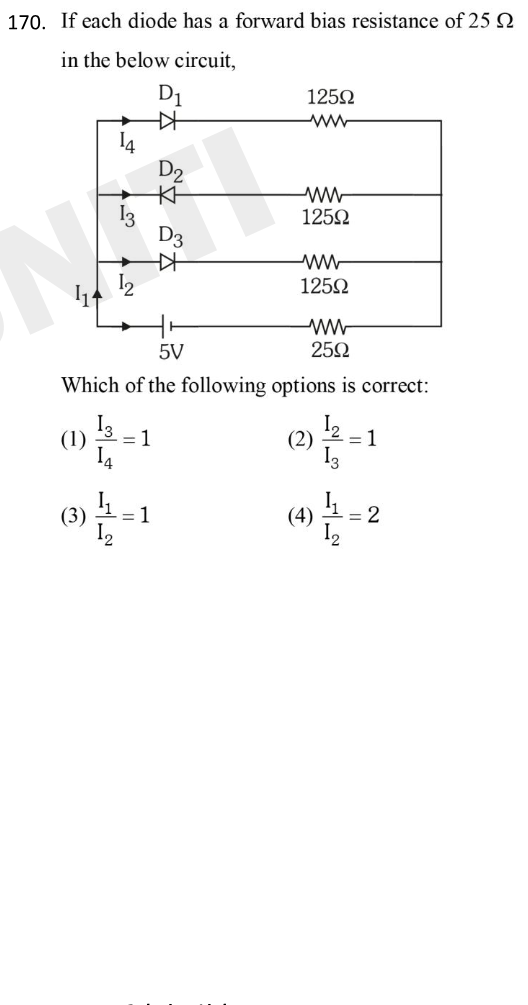 170. If each diode has a forward bias resistance of 25 Ω
in the below circuit,
D₁
125Ω
I₄
D₂
I₃
125Ω
D₃
I₁
I₂
125Ω
5V
25Ω
Which of the following options is correct:
(1) I₃/I₄ = 1 (2) I₂/I₃ = 1
(3) I₁/I₂ = 1 (4) I₁/I₂ = 2